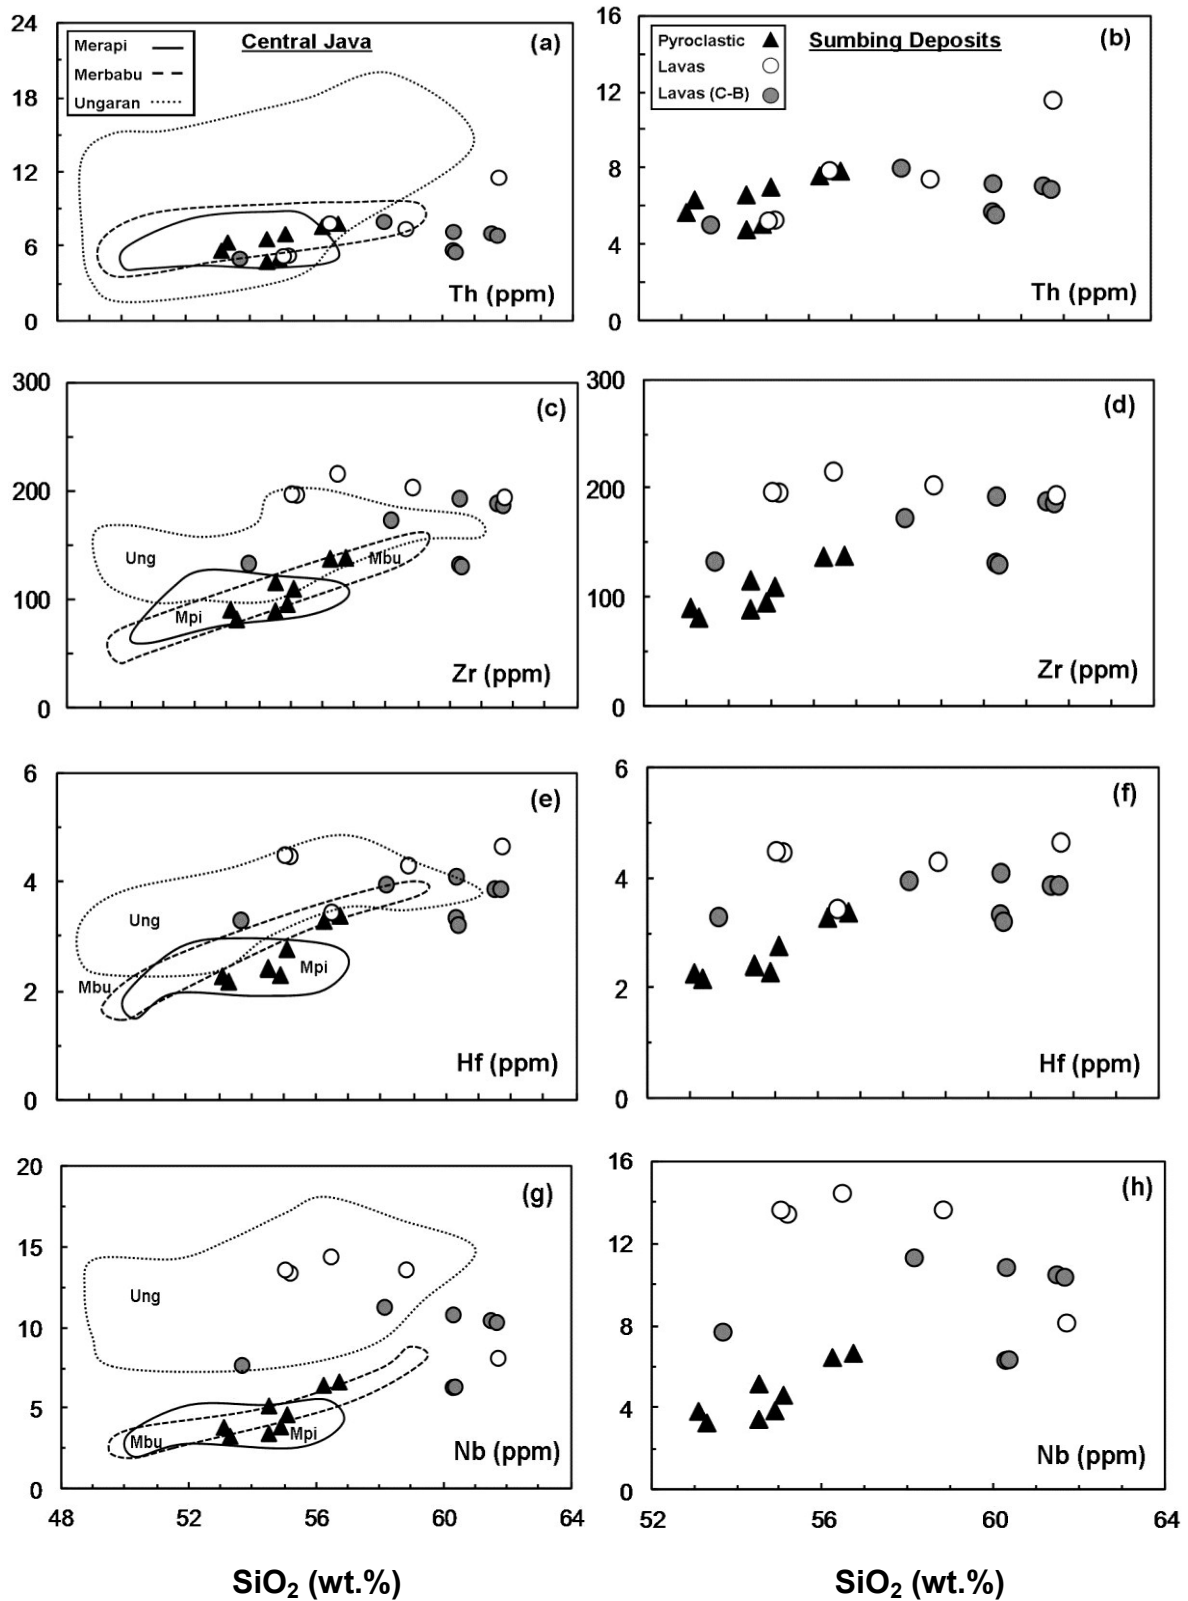 24
18
12
6
0
Merapi
Merbabu
Ungaran
Central Java
(a)
Th (ppm)
16
12
8
4
0
Pyroclastic
Lavas
Lavas (C-B)
Sumbing Deposits
(b)
Th (ppm)
300
200
100
0
(c)
Ung
Mbu
Mpi
Zr (ppm)
300
200
100
0
(d)
Zr (ppm)
6
4
2
0
(e)
Ung
Mpi
Mbu
Hf (ppm)
6
4
2
0
(f)
Hf (ppm)
20
15
10
5
0
(g)
Ung
Mbu
Mpi
Nb (ppm)
48 52 56 60 64
SiO₂ (wt.%)
16
12
8
4
0
(h)
Nb (ppm)
52 56 60 64
SiO₂ (wt.%)